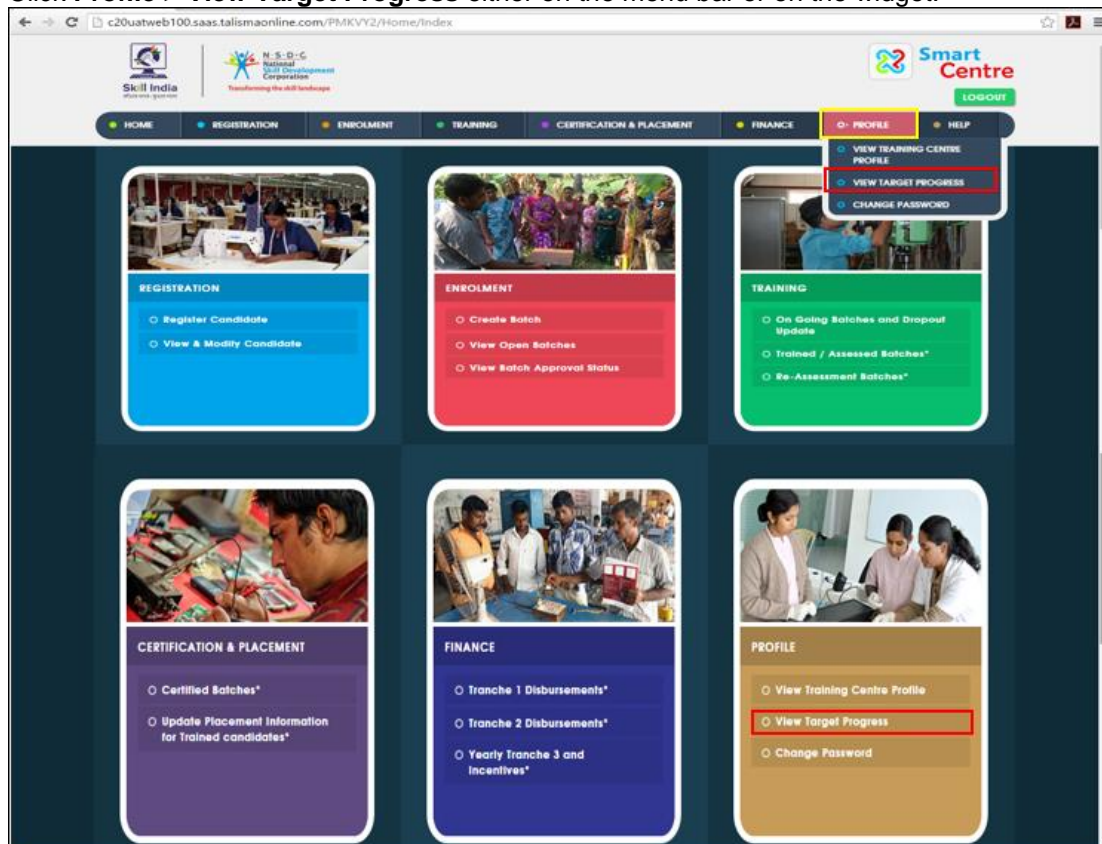 Click Profile > View Target Progress either on the menu bar or on the widget.
c20uatweb100.saas.talismaonline.com/PMKVY2/Home/Index
Skill India
N·S·D·C
National
Skill Development
Corporation
Transforming the skill landscape
Smart
Centre
LOGOUT
HOME REGISTRATION ENROLMENT TRAINING CERTIFICATION & PLACEMENT FINANCE PROFILE HELP
VIEW TRAINING CENTRE
PROFILE
VIEW TARGET PROGRESS
CHANGE PASSWORD
REGISTRATION
Register Candidate
View & Modify Candidate
ENROLMENT
Create Batch
View Open Batches
View Batch Approval Status
TRAINING
On Going Batches and Dropout
Update
Trained / Assessed Batches*
Re-Assessment Batches*
CERTIFICATION & PLACEMENT
Certified Batches*
Update Placement Information
for Trained candidates*
FINANCE
Tranche 1 Disbursements*
Tranche 2 Disbursements*
Yearly Tranche 3 and
Incentives*
PROFILE
View Training Centre Profile
View Target Progress
Change Password